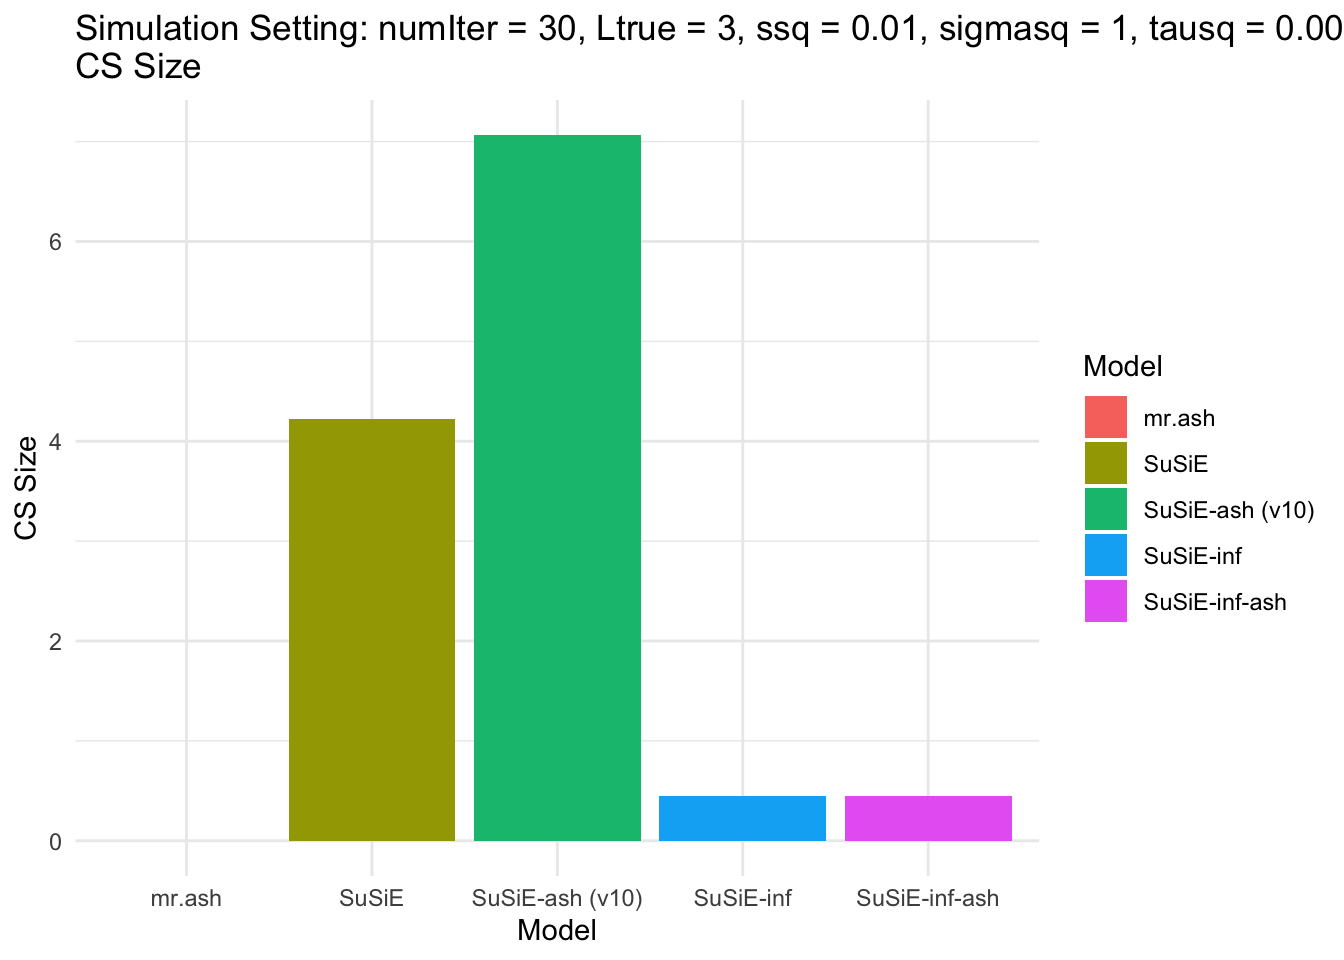 Simulation Setting: numIter = 30, Ltrue = 3, ssq = 0.01, sigmasq = 1, tausq = 0.00
CS Size
CS Size
6
4
2
0
mr.ash
SuSiE
SuSiE-ash (v10)
SuSiE-inf
SuSiE-inf-ash
Model
Model
mr.ash
SuSiE
SuSiE-ash (v10)
SuSiE-inf
SuSiE-inf-ash